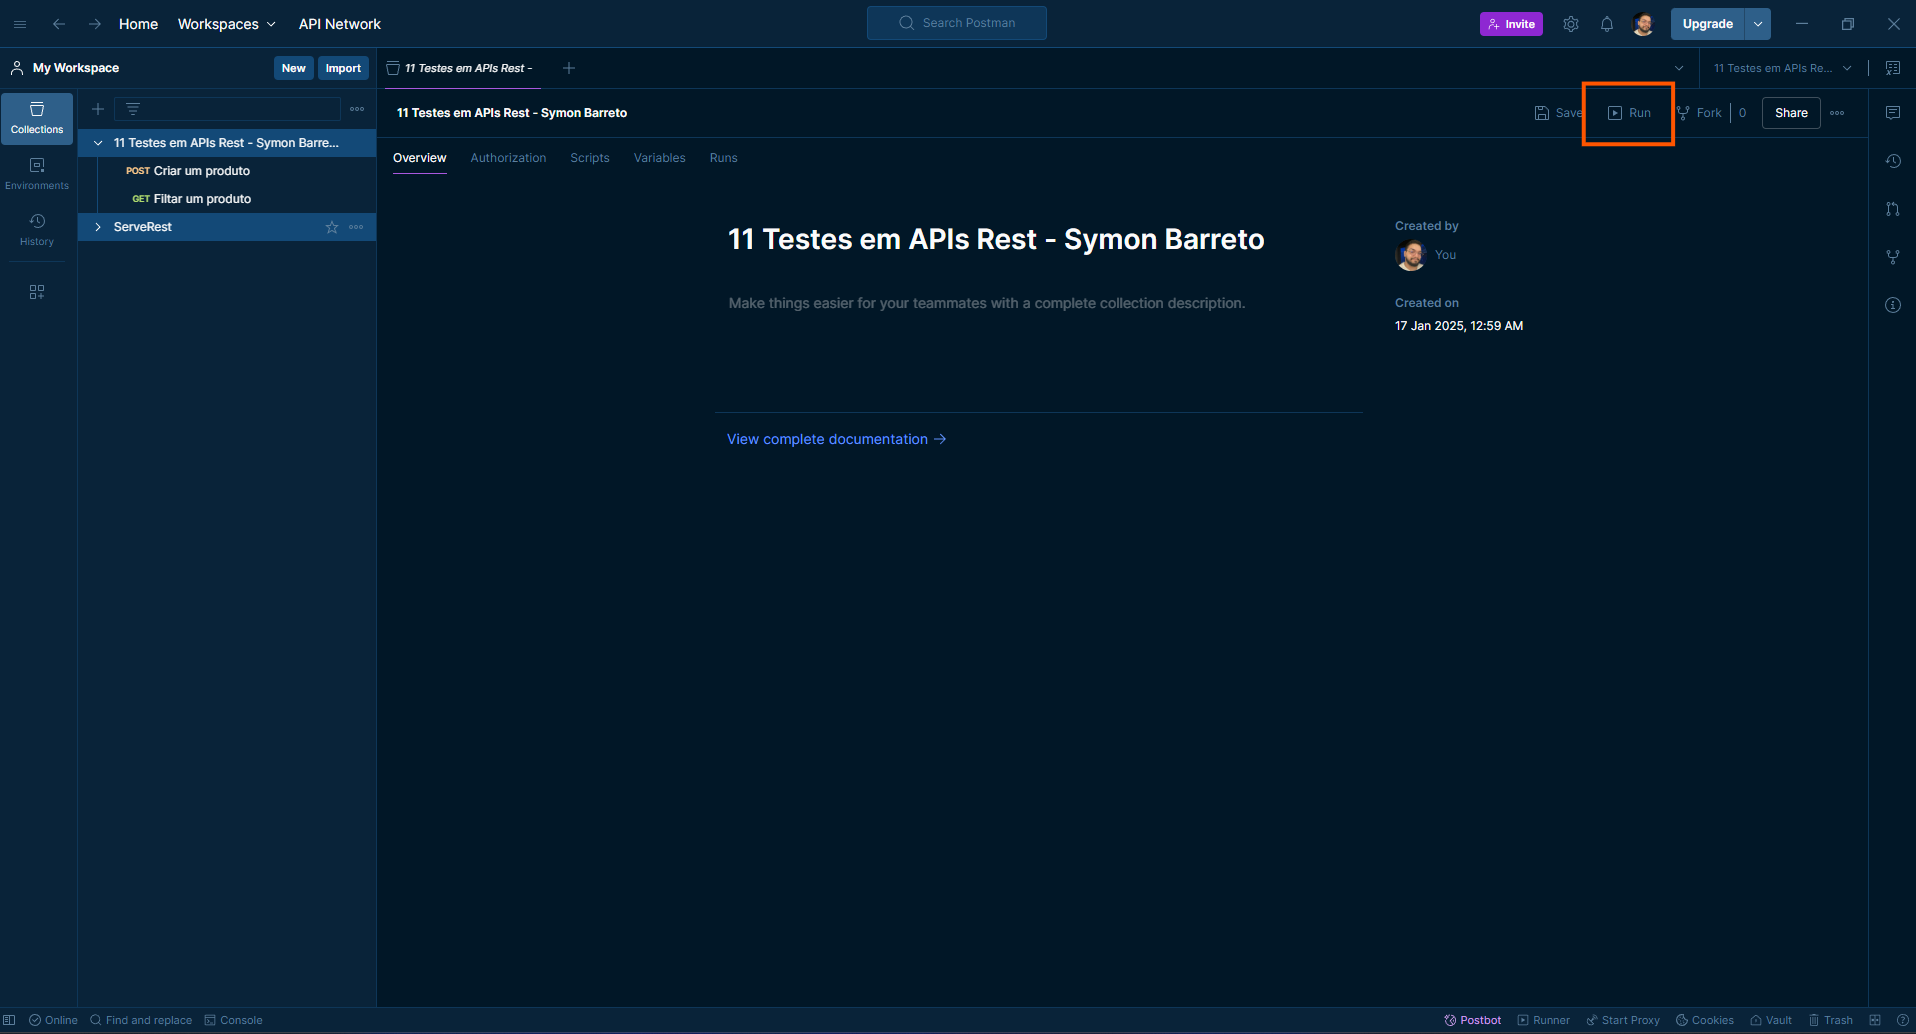 Home Workspaces API Network
Search Postman
Invite
Upgrade
My Workspace
New
Import
11 Testes em APIs Rest -
11 Testes em APIs Re...
Collections
Environments
History
11 Testes em APIs Rest - Symon Barre...
POST Criar um produto
GET Filtar um produto
ServeRest
11 Testes em APIs Rest - Symon Barreto
Save
Run
Fork 0
Share
Overview Authorization Scripts Variables Runs
11 Testes em APIs Rest - Symon Barreto
Make things easier for your teammates with a complete collection description.
View complete documentation →
Created by
You
Created on
17 Jan 2025, 12:59 AM
Online Find and replace Console
Postbot Runner Start Proxy Cookies Vault Trash